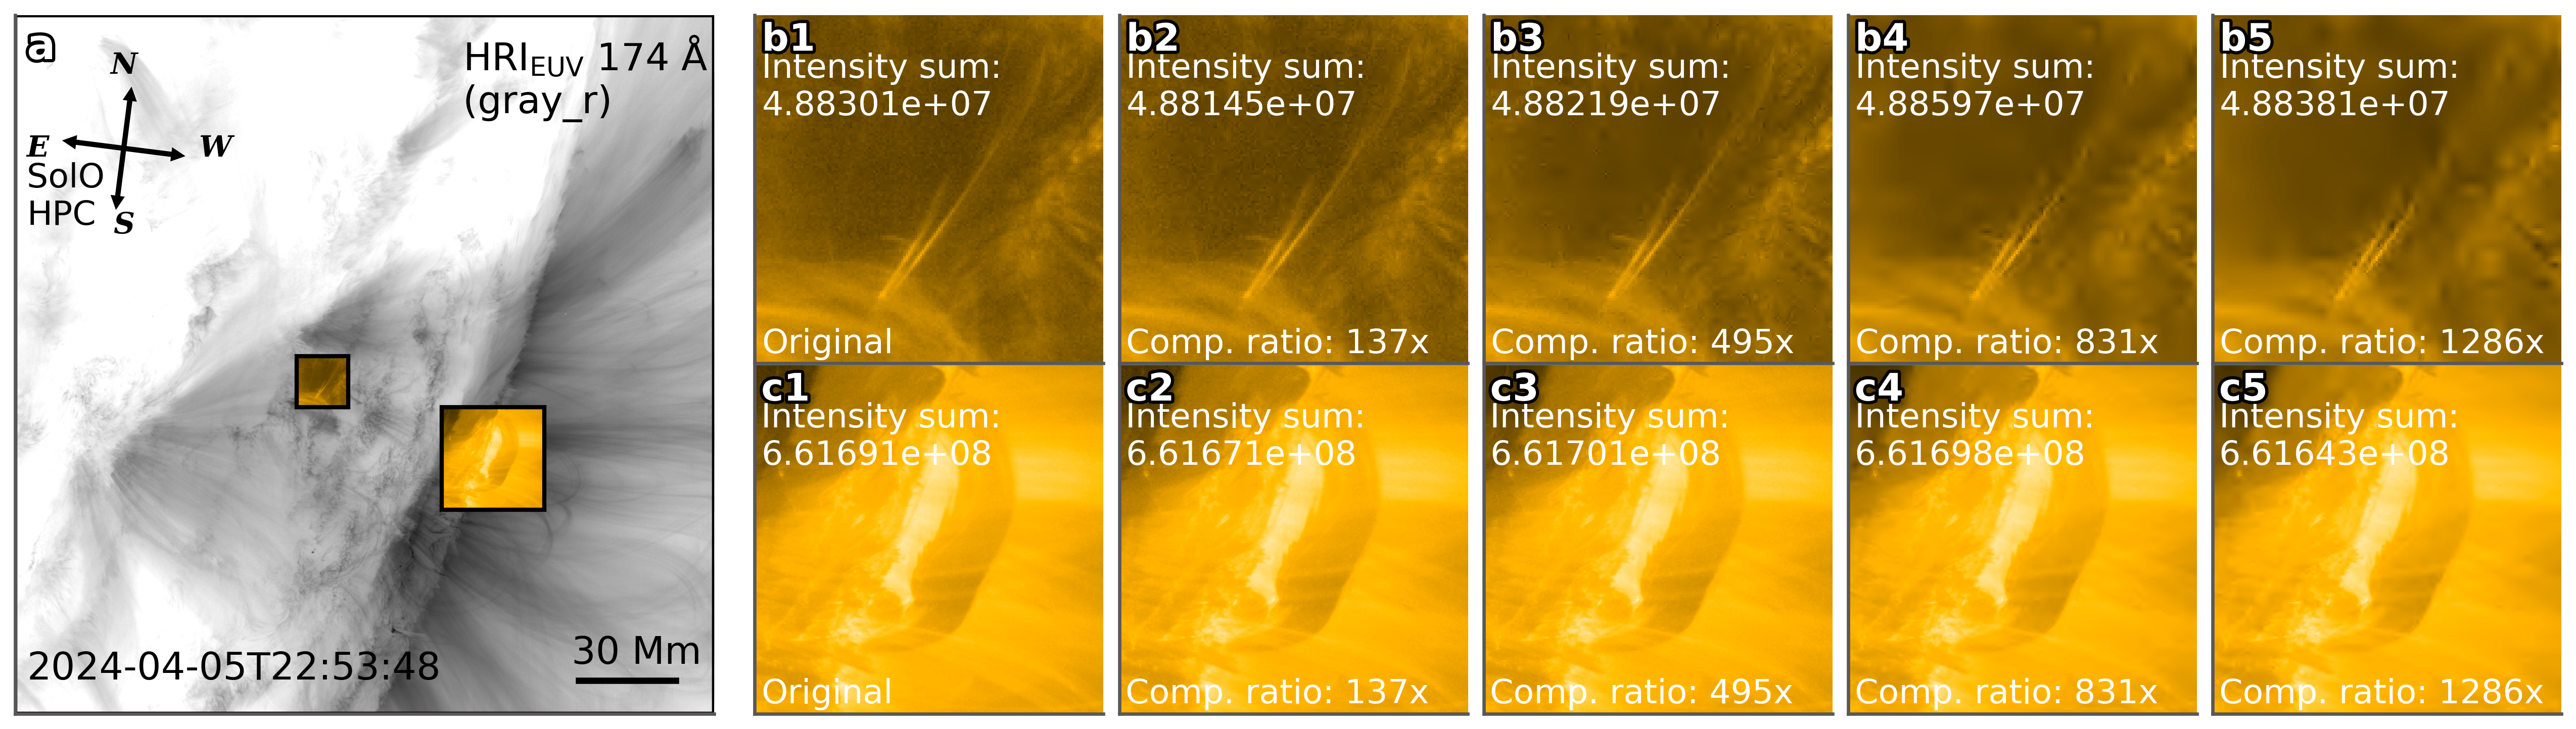 a
N
HRI_EUV 174 Å
(gray_r)
E
W
SolO
HPC
S
2024-04-05T22:53:48
30 Mm
b1
Intensity sum:
4.88301e+07
Original
b2
Intensity sum:
4.88145e+07
Comp. ratio: 137x
b3
Intensity sum:
4.88219e+07
Comp. ratio: 495x
b4
Intensity sum:
4.88597e+07
Comp. ratio: 831x
b5
Intensity sum:
4.88381e+07
Comp. ratio: 1286x
c1
Intensity sum:
6.61691e+08
Original
c2
Intensity sum:
6.61671e+08
Comp. ratio: 137x
c3
Intensity sum:
6.61701e+08
Comp. ratio: 495x
c4
Intensity sum:
6.61698e+08
Comp. ratio: 831x
c5
Intensity sum:
6.61643e+08
Comp. ratio: 1286x